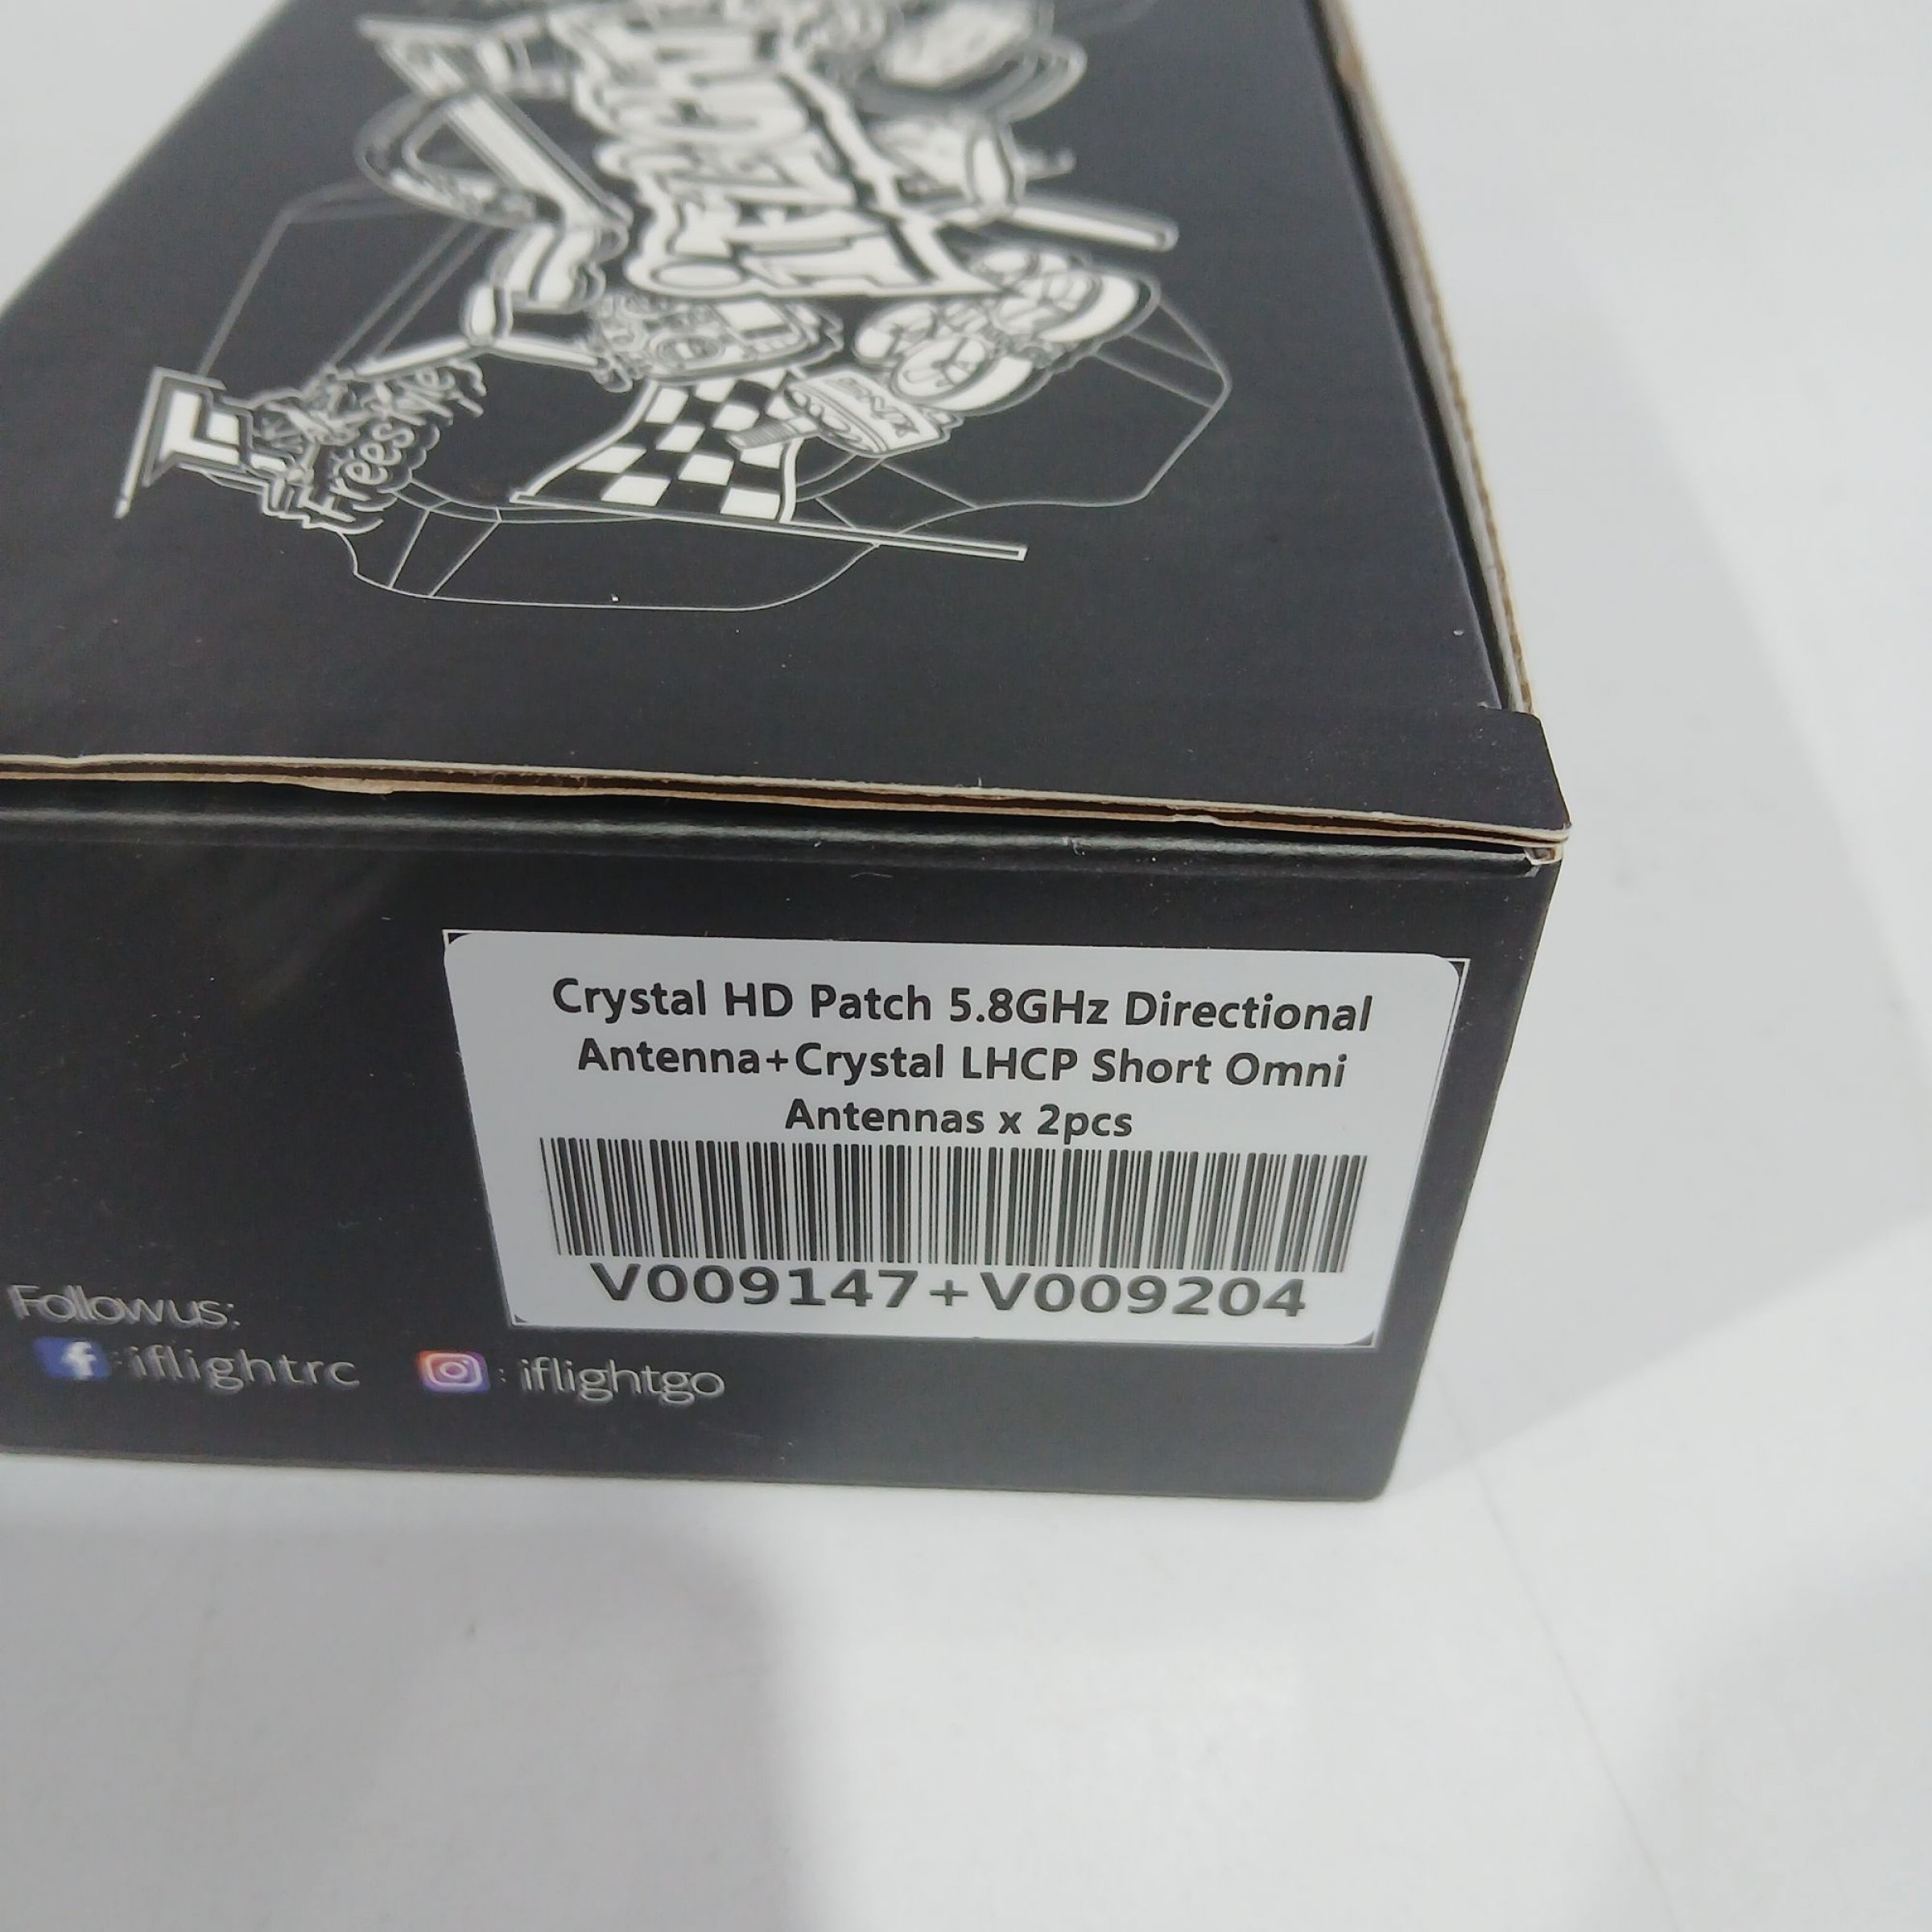 Freestyle
Crystal HD Patch 5.8GHz Directional
Antenna+Crystal LHCP Short Omni
Antennas x 2pcs
V009147+V009204
Follow us:
: iflightrc
: iflightgo